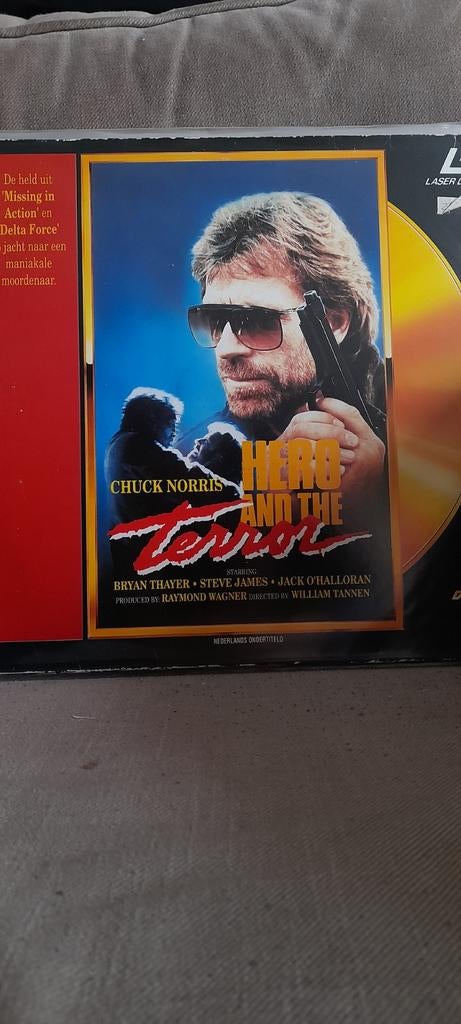 De held uit
'Missing in
Action' en
Delta Force'
jacht naar een
maniakale
moordenaar.
LASER
CHUCK NORRIS
HERO
AND THE
Terror
STARRING
BRYAN THAYER • STEVE JAMES • JACK O'HALLORAN
PRODUCED BY: RAYMOND WAGNER DIRECTED BY: WILLIAM TANNEN
NEDERLANDS ONDERTITELD